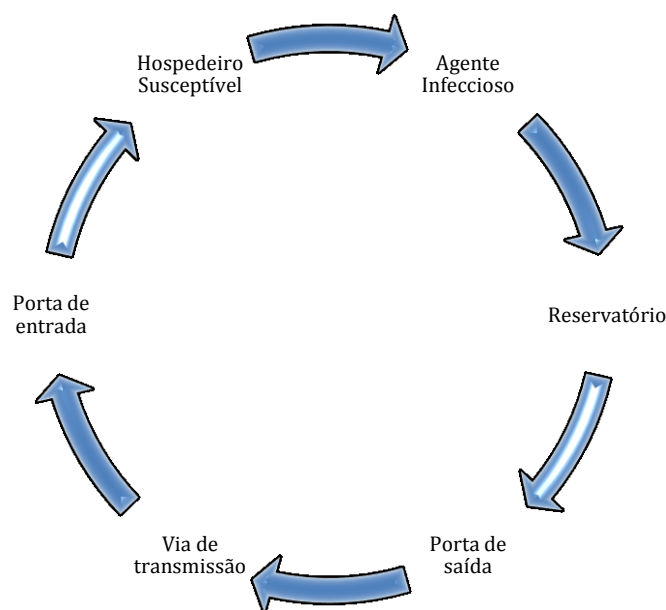 Hospedeiro
Susceptível
Agente
Infeccioso
Reservatório
Porta de
saída
Via de
transmissão
Porta de
entrada